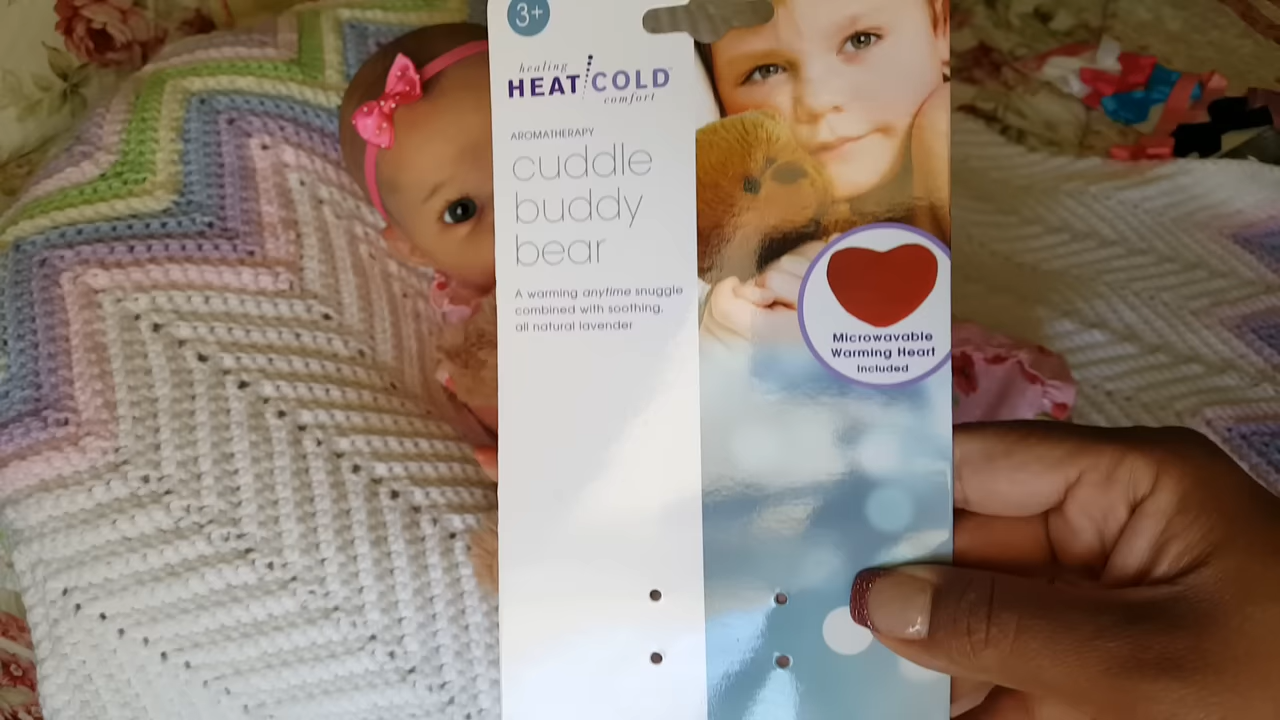 3+
healing
HEAT COLD
comfort
AROMATHERAPY
cuddle
buddy
bear
A warming anytime snuggle
combined with soothing,
all natural lavender
Microwavable
Warming Heart
Included